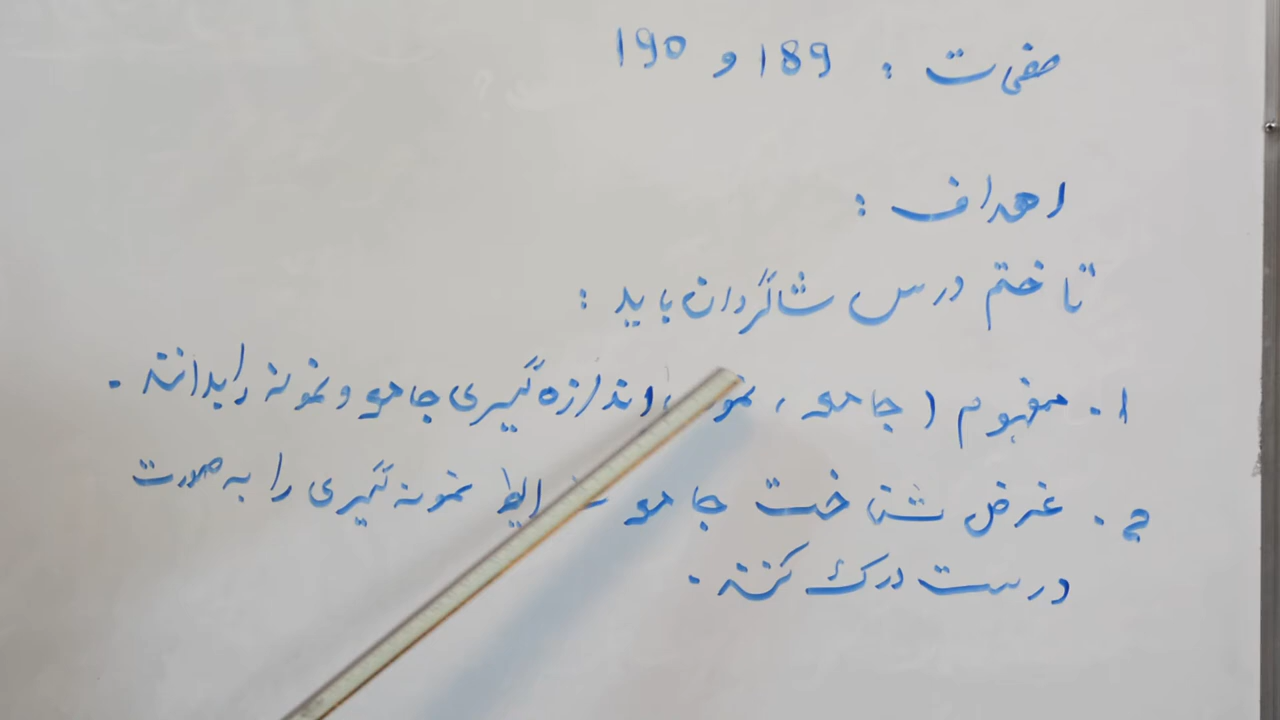 صفحات : 189 و 190
اهداف :
تا ختم درس شاگردان باید :
1. مفهوم ( جامعه ، اندازه گیری جامعه و نمونه را بدانند .
2. غرض شناخت جامعه نمونه گیری را به صورت
درست درک کنند .